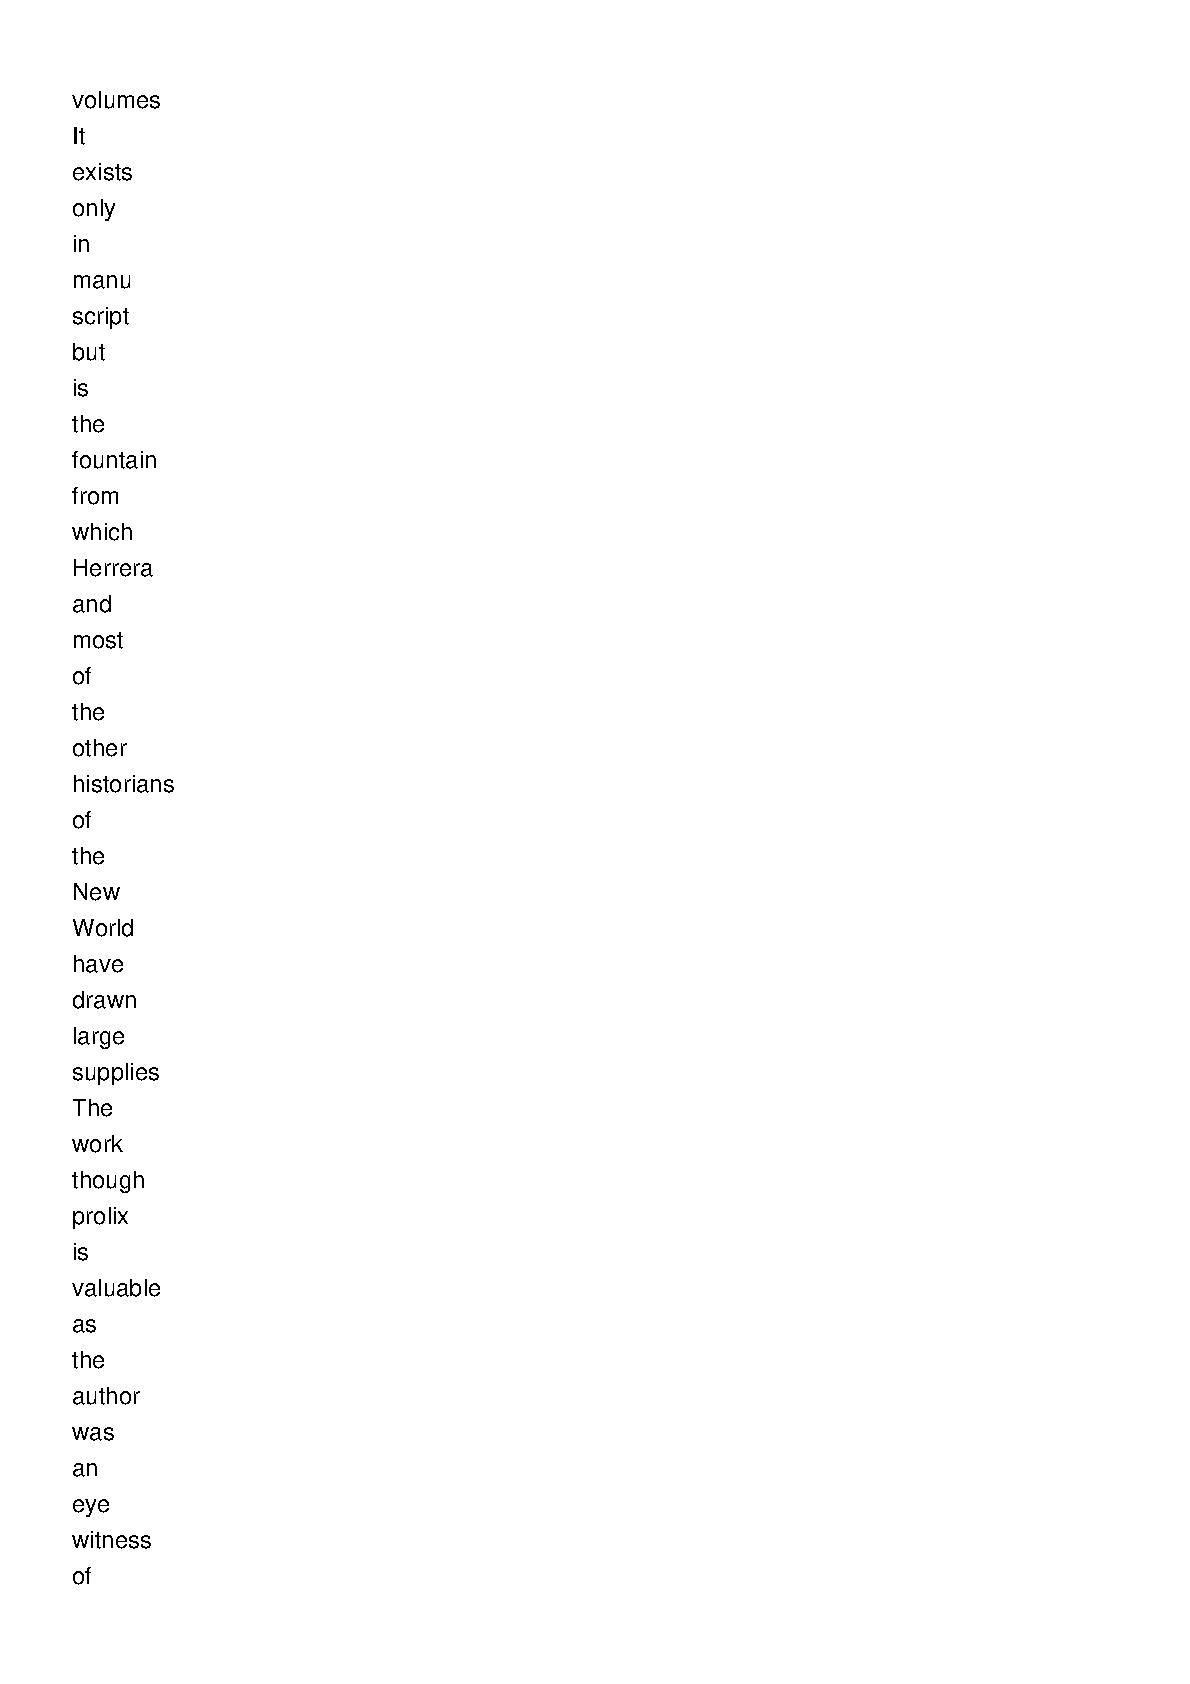 volumes
It
exists
only
in
manu
script
but
is
the
fountain
from
which
Herrera
and
most
of
the
other
historians
of
the
New
World
have
drawn
large
supplies
The
work
though
prolix
is
valuable
as
the
author
was
an
eye
witness
of